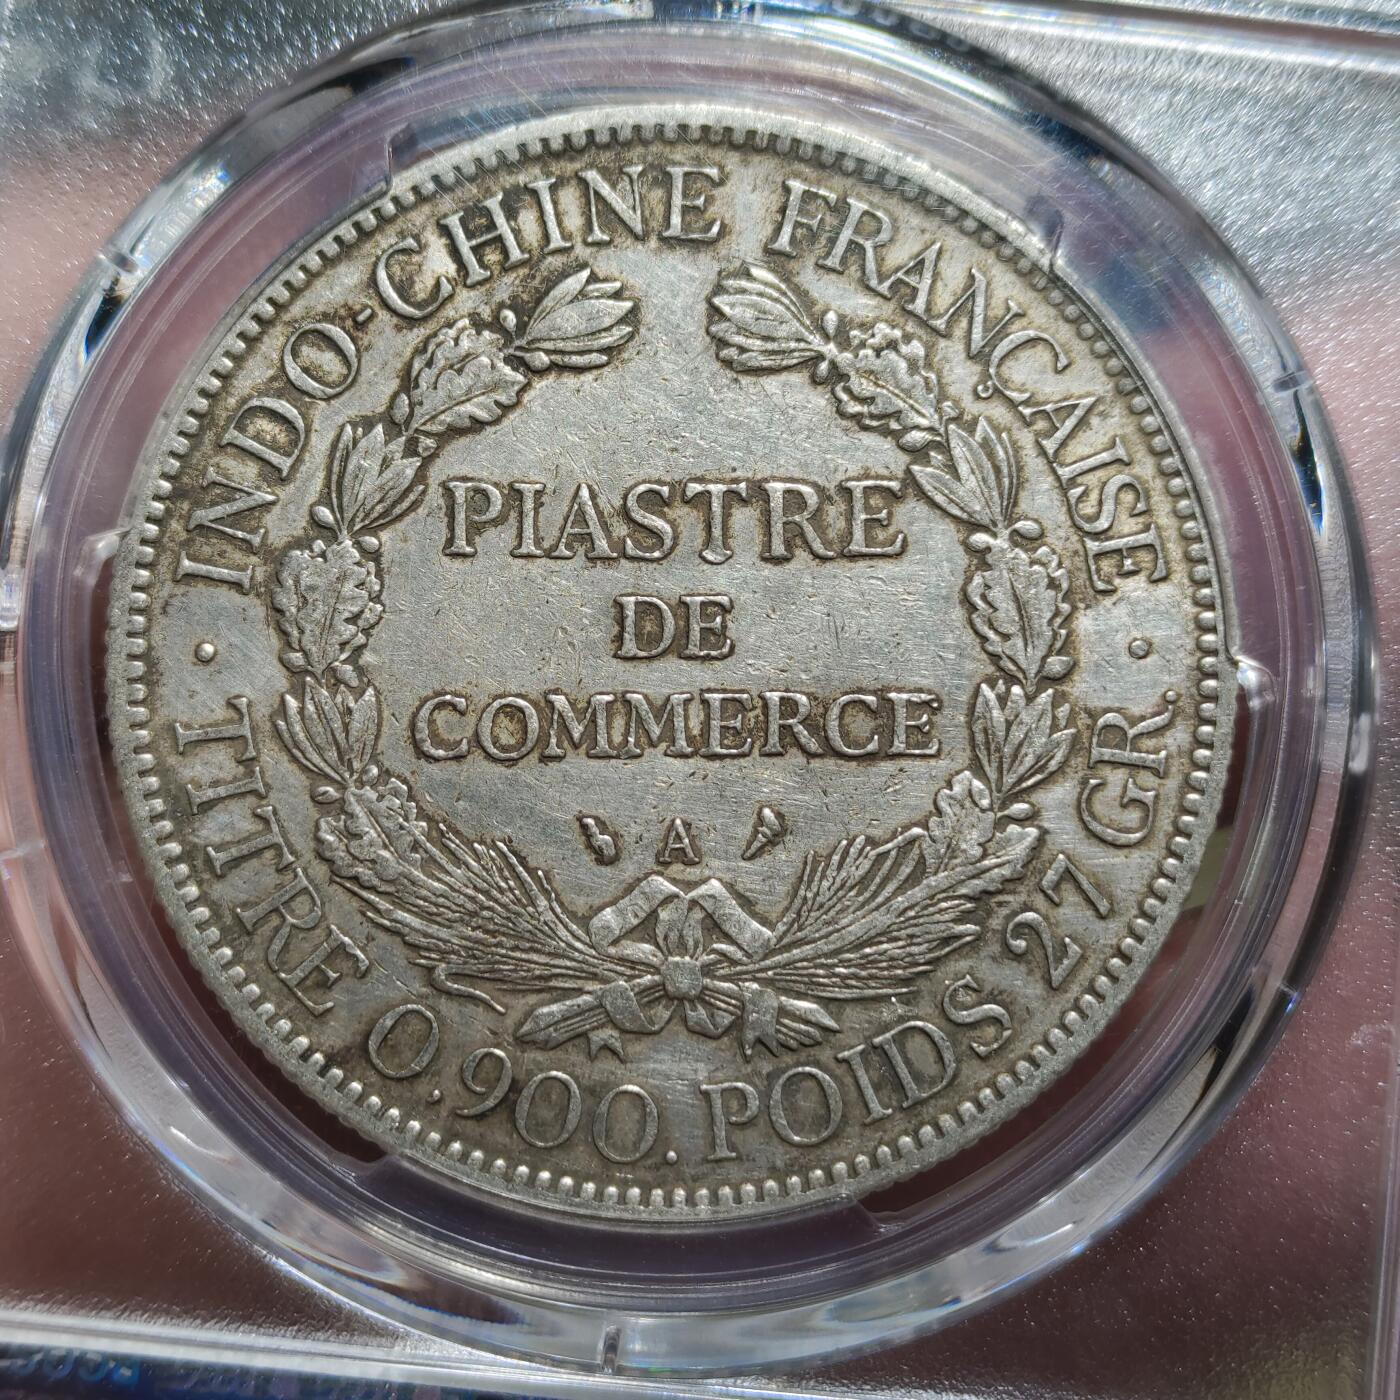 INDO-CHINE FRANÇAISE
PIASTRE
DE
COMMERCE
A
· TITRE 0,900. POIDS 27 GR. ·